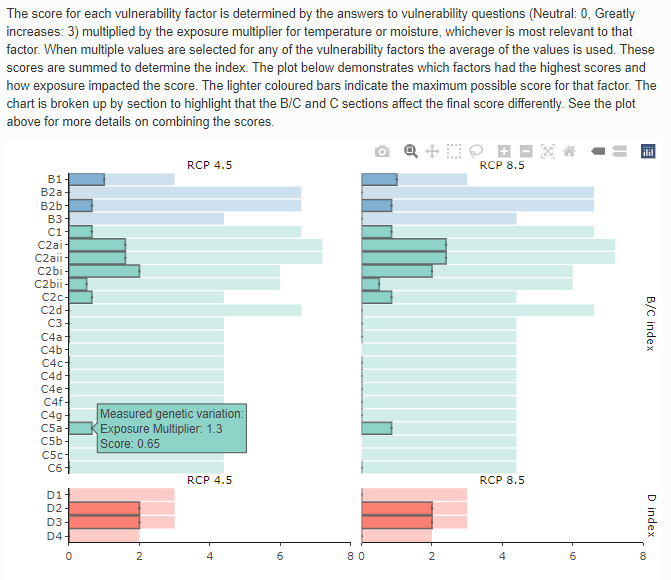 The score for each vulnerability factor is determined by the answers to vulnerability questions (Neutral: 0, Greatly
increases: 3) multiplied by the exposure multiplier for temperature or moisture, whichever is most relevant to that
factor. When multiple values are selected for any of the vulnerability factors the average of the values is used. These
scores are summed to determine the index. The plot below demonstrates which factors had the highest scores and
how exposure impacted the score. The lighter coloured bars indicate the maximum possible score for that factor. The
chart is broken up by section to highlight that the B/C and C sections affect the final score differently. See the plot
above for more details on combining the scores.
RCP 4.5
RCP 8.5
B1
B2a
B2b
B3
C1
C2ai
C2aii
C2bi
C2bii
C2c
C2d
C3
C4a
C4b
C4c
C4d
C4e
C4f
C4g
C5a
C5b
C5c
C6
Measured genetic variation:
Exposure Multiplier: 1.3
Score: 0.65
B/C index
RCP 4.5
RCP 8.5
D1
D2
D3
D4
D index
0 2 4 6 8 0 2 4 6 8